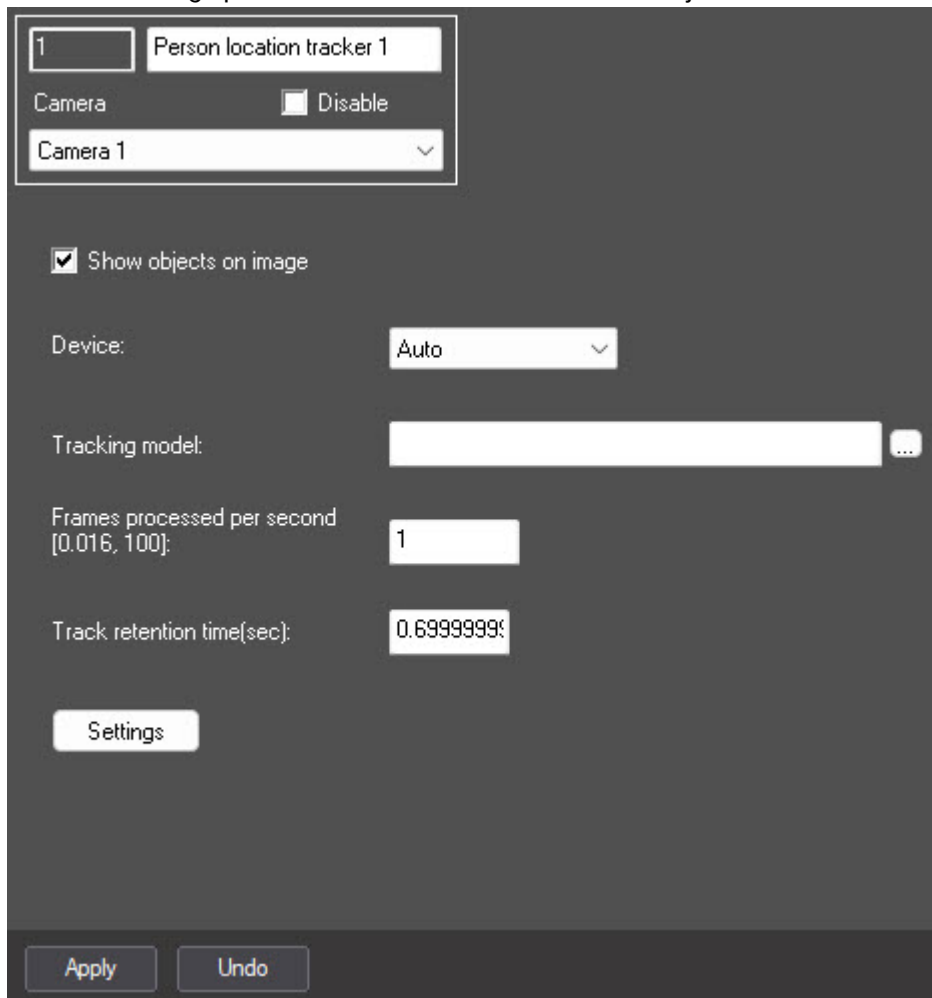 1 Person location tracker 1
Camera Disable
Camera 1
Show objects on image
Device: Auto
Tracking model: ...
Frames processed per second
[0.016, 100]: 1
Track retention time(sec): 0.6999999
Settings
Apply Undo